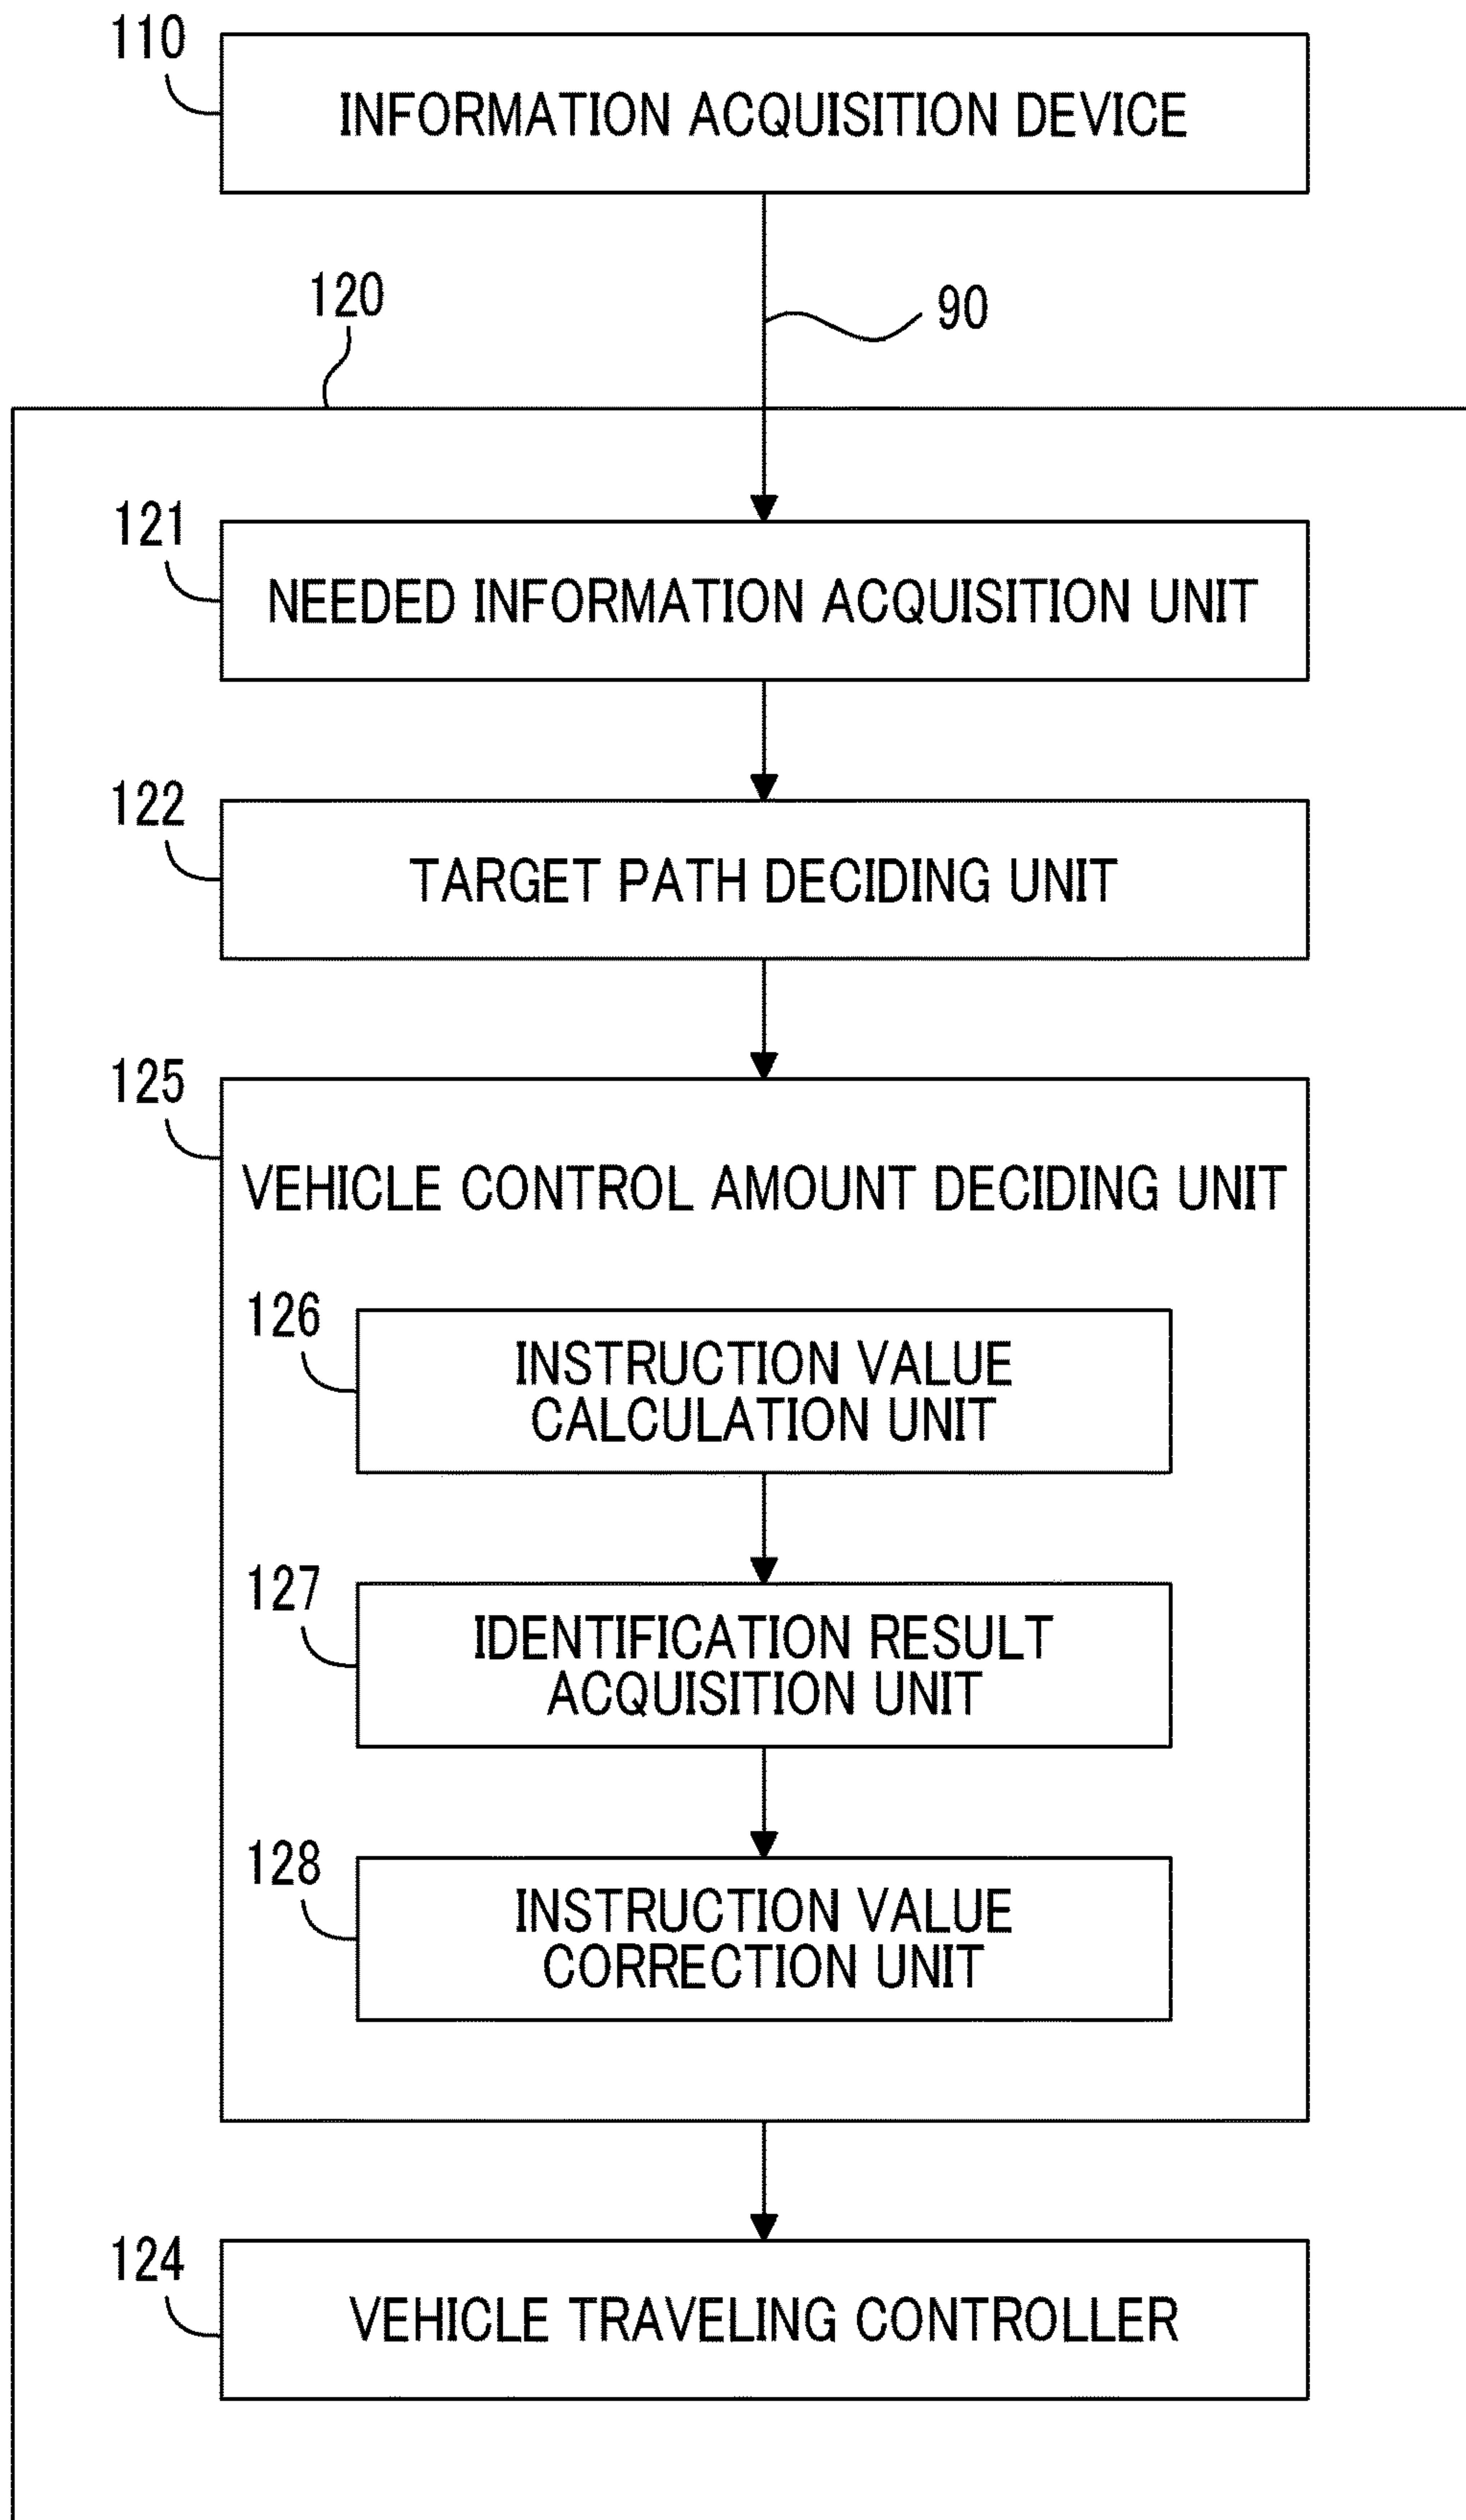 110
INFORMATION ACQUISITION DEVICE
120
90
121
NEEDED INFORMATION ACQUISITION UNIT
122
TARGET PATH DECIDING UNIT
125
VEHICLE CONTROL AMOUNT DECIDING UNIT
126
INSTRUCTION VALUE
CALCULATION UNIT
127
IDENTIFICATION RESULT
ACQUISITION UNIT
128
INSTRUCTION VALUE
CORRECTION UNIT
124
VEHICLE TRAVELING CONTROLLER